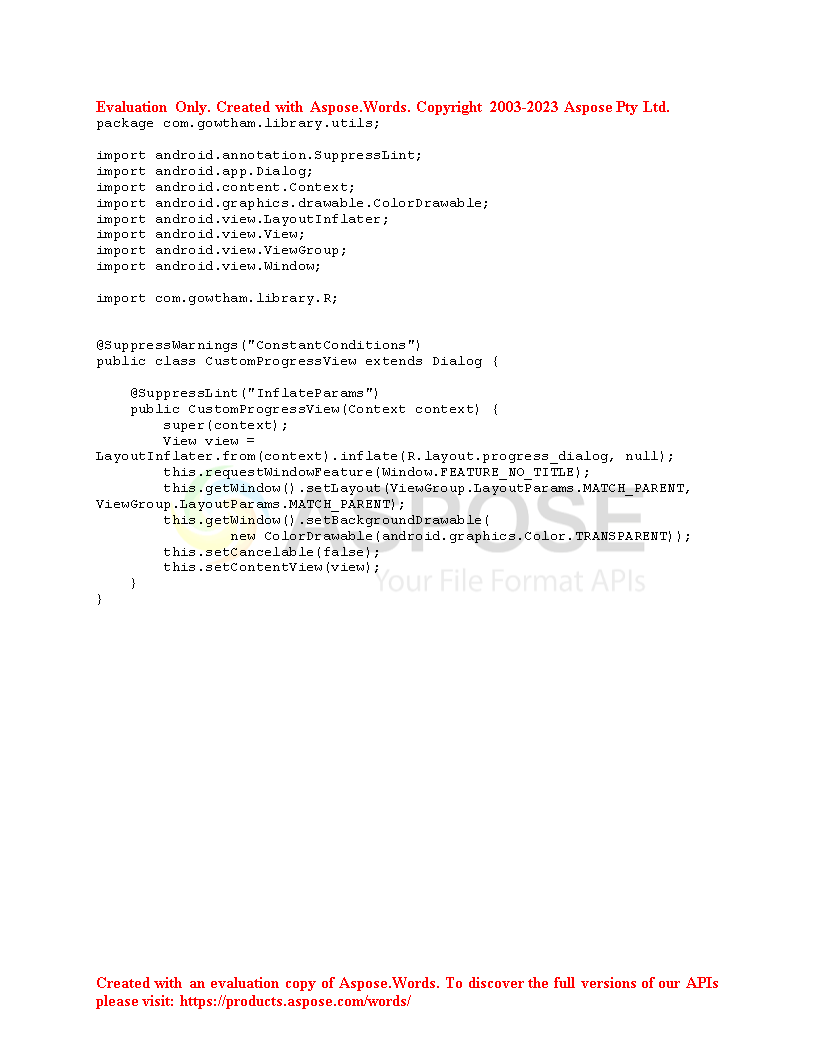 Evaluation Only. Created with Aspose.Words. Copyright 2003-2023 Aspose Pty Ltd.
package com.gowtham.library.utils;

import android.annotation.SuppressLint;
import android.app.Dialog;
import android.content.Context;
import android.graphics.drawable.ColorDrawable;
import android.view.LayoutInflater;
import android.view.View;
import android.view.ViewGroup;
import android.view.Window;

import com.gowtham.library.R;


@SuppressWarnings("ConstantConditions")
public class CustomProgressView extends Dialog {

    @SuppressLint("InflateParams")
    public CustomProgressView(Context context) {
        super(context);
        View view =
LayoutInflater.from(context).inflate(R.layout.progress_dialog, null);
        this.requestWindowFeature(Window.FEATURE_NO_TITLE);
        this.getWindow().setLayout(ViewGroup.LayoutParams.MATCH_PARENT,
ViewGroup.LayoutParams.MATCH_PARENT);
        this.getWindow().setBackgroundDrawable(
                new ColorDrawable(android.graphics.Color.TRANSPARENT));
        this.setCancelable(false);
        this.setContentView(view);
    }
}
ASPOSE
Your File Format APIs
Created with an evaluation copy of Aspose.Words. To discover the full versions of our APIs
please visit: https://products.aspose.com/words/